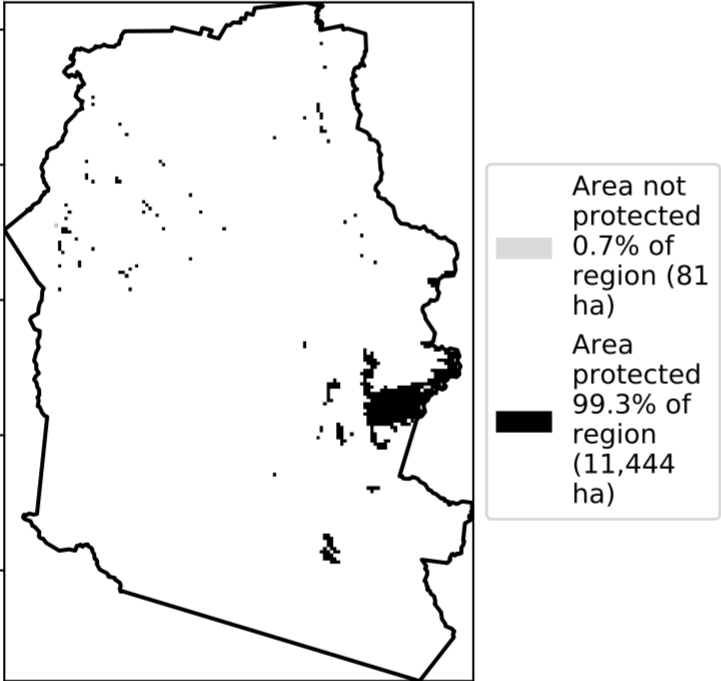 Area not
protected
0.7% of
region (81
ha)
Area
protected
99.3% of
region
(11,444
ha)